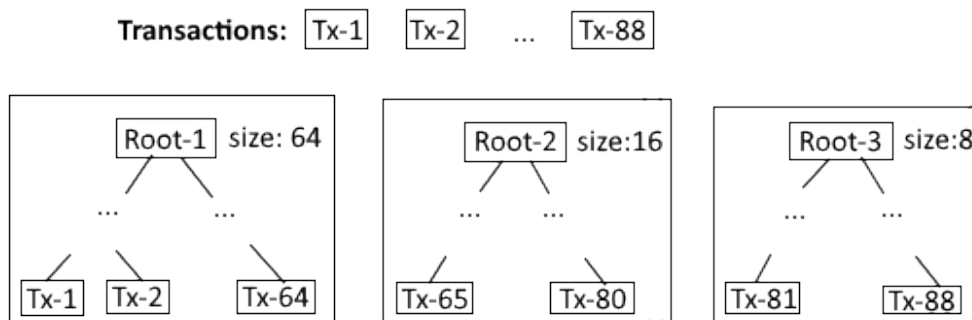 Transactions: Tx-1 Tx-2 ... Tx-88
Root-1 size: 64 Root-2 size:16 Root-3 size:8
... ... ... ... ... ...
Tx-1 Tx-2 Tx-64 Tx-65 Tx-80 Tx-81 Tx-88